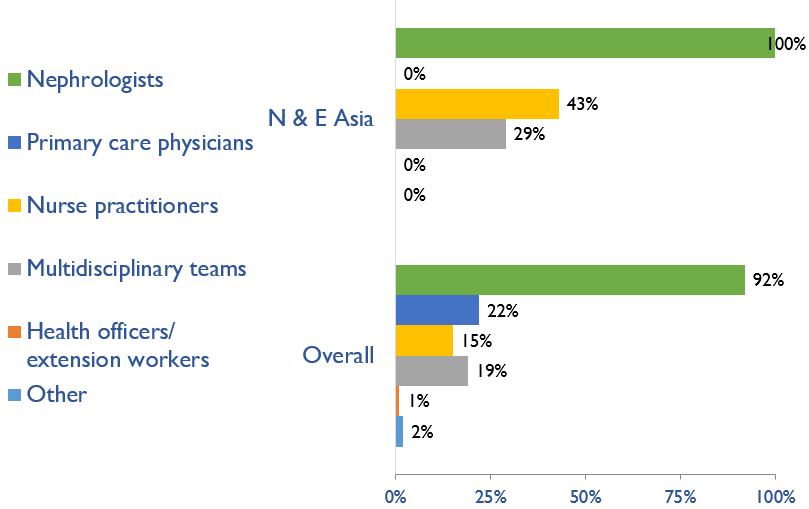 Nephrologists
Primary care physicians
Nurse practitioners
Multidisciplinary teams
Health officers/
extension workers
Other
N & E Asia
100%
0%
43%
29%
0%
0%
Overall
92%
22%
15%
19%
1%
2%
0% 25% 50% 75% 100%